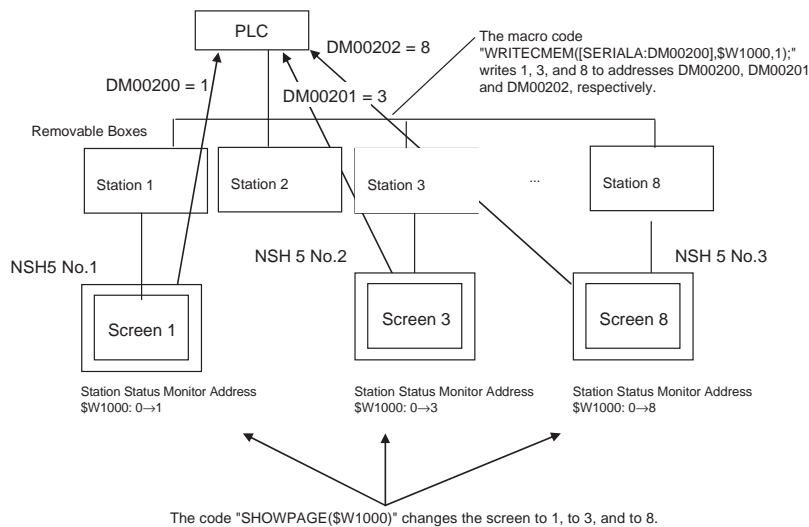 PLC
DM00202 = 8
The macro code
"WRITECMEM([SERIALA:DM00200],$W1000,1);"
writes 1, 3, and 8 to addresses DM00200, DM00201
and DM00202, respectively.
DM00200 = 1
DM00201 = 3
Removable Boxes
Station 1
Station 2
Station 3
...
Station 8
NSH5 No.1
NSH 5 No.2
NSH 5 No.3
Screen 1
Screen 3
Screen 8
Station Status Monitor Address
$W1000: 0→1
Station Status Monitor Address
$W1000: 0→3
Station Status Monitor Address
$W1000: 0→8
The code "SHOWPAGE($W1000)" changes the screen to 1, to 3, and to 8.